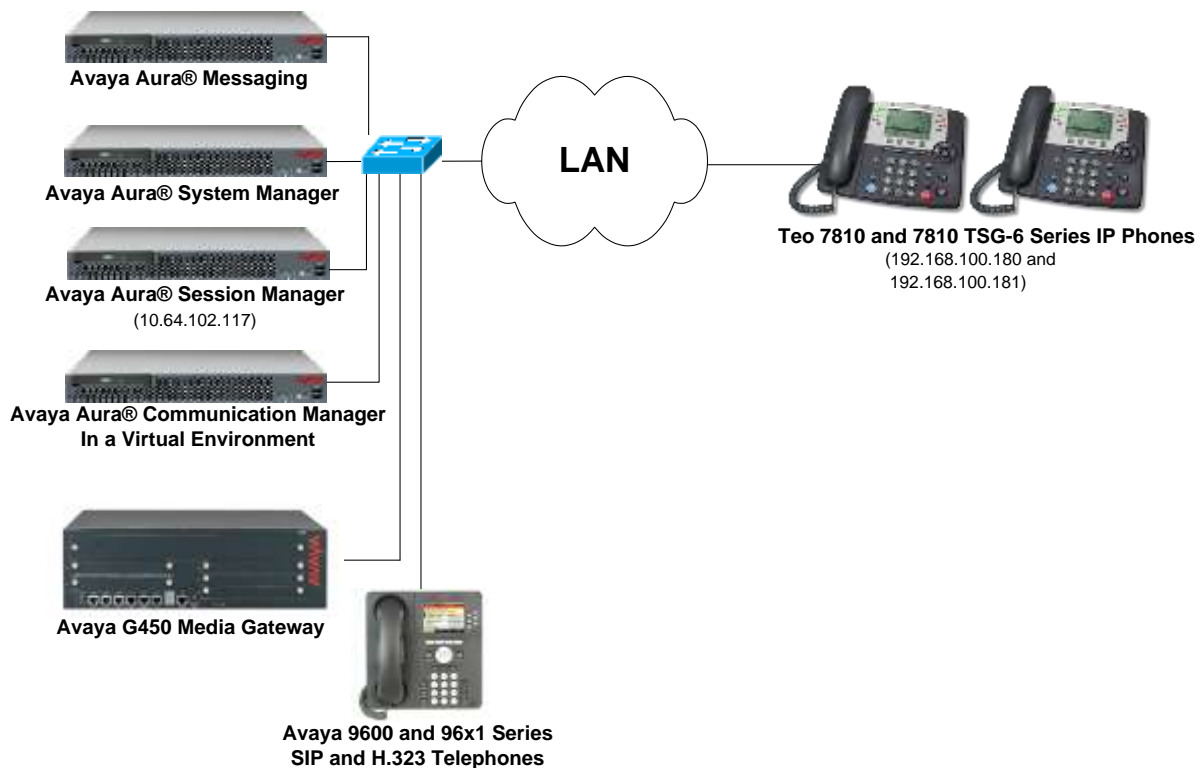 Avaya Aura® Messaging
Avaya Aura® System Manager
Avaya Aura® Session Manager
(10.64.102.117)
Avaya Aura® Communication Manager
In a Virtual Environment
Avaya G450 Media Gateway
Avaya 9600 and 96x1 Series
SIP and H.323 Telephones
LAN
Teo 7810 and 7810 TSG-6 Series IP Phones
(192.168.100.180 and
192.168.100.181)
AVAYA